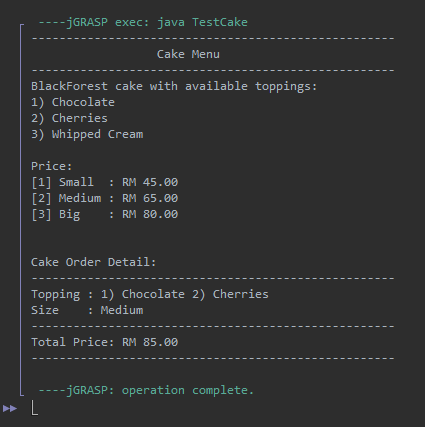 ----jGRASP exec: java TestCake
----------------------------------------------------
Cake Menu
----------------------------------------------------
BlackForest cake with available toppings:
1) Chocolate
2) Cherries
3) Whipped Cream
Price:
[1] Small  : RM 45.00
[2] Medium : RM 65.00
[3] Big    : RM 80.00
Cake Order Detail:
----------------------------------------------------
Topping : 1) Chocolate 2) Cherries
Size    : Medium
----------------------------------------------------
Total Price: RM 85.00
----------------------------------------------------
----jGRASP: operation complete.